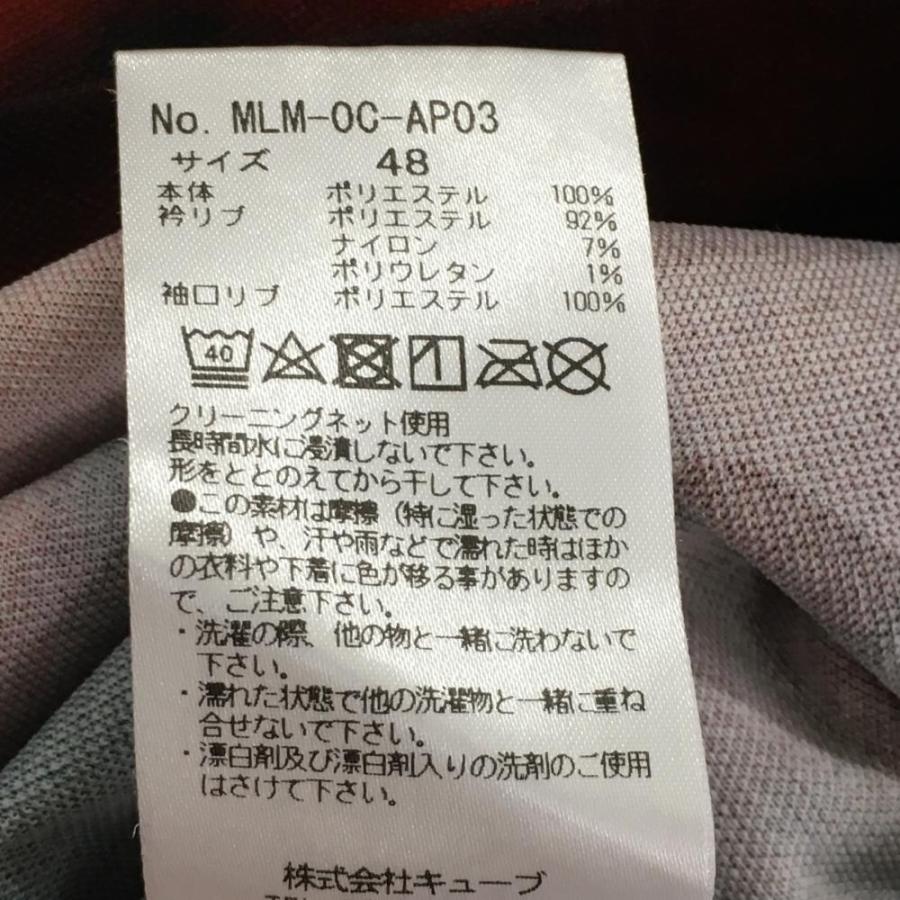 No. MLM-OC-AP03
サイズ 48
本体 ポリエステル 100%
衿リブ ポリエステル 92%
ナイロン 7%
ポリウレタン 1%
袖口リブ ポリエステル 100%
40
クリーニングネット使用
長時間水に浸漬しないで下さい。
形をととのえてから干して下さい。
●この素材は摩擦（特に湿った状態での
摩擦）や、汗や雨などで濡れた時はほか
の衣料や下着に色が移る事がありますの
で、ご注意下さい。
・洗濯の際、他の物と一緒に洗わないで
下さい。
・濡れた状態で他の洗濯物と一緒に重ね
合せないで下さい。
・漂白剤及び漂白剤入りの洗剤のご使用
はさけて下さい。
株式会社キューブ